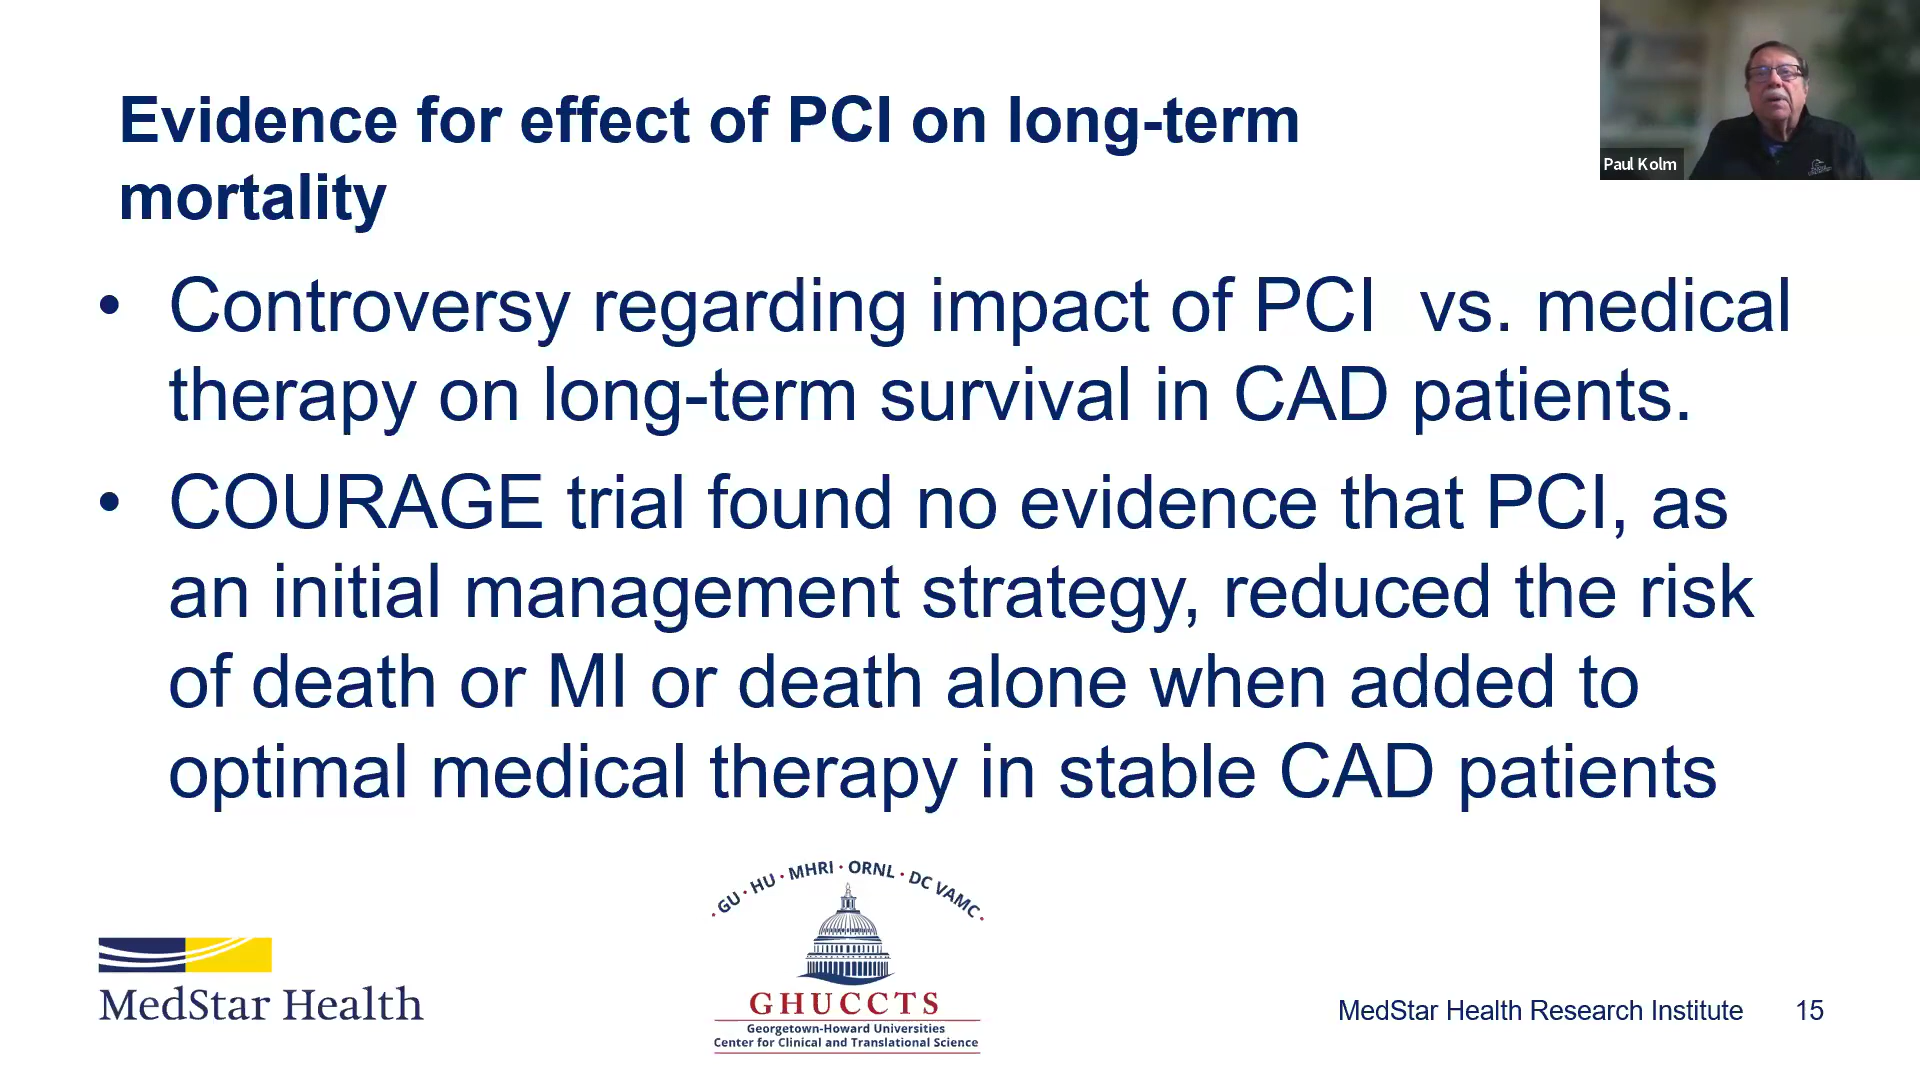 Evidence for effect of PCI on long-term
mortality
Paul Kolm
• Controversy regarding impact of PCI  vs. medical
therapy on long-term survival in CAD patients.
• COURAGE trial found no evidence that PCI, as
an initial management strategy, reduced the risk
of death or MI or death alone when added to
optimal medical therapy in stable CAD patients
· GU · HU · MHRI · ORNL · DC VAMC ·
MedStar Health
GHUCCTS
Georgetown-Howard Universities
Center for Clinical and Translational Science
MedStar Health Research Institute 15